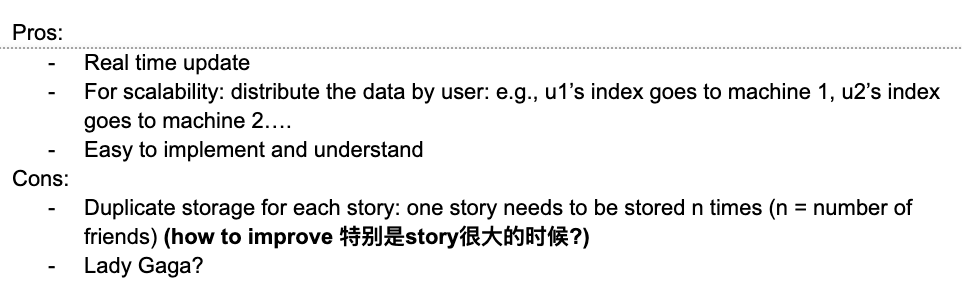 Pros:
- Real time update
- For scalability: distribute the data by user: e.g., u1’s index goes to machine 1, u2’s index
goes to machine 2….
- Easy to implement and understand
Cons:
- Duplicate storage for each story: one story needs to be stored n times (n = number of
friends) (how to improve 特别是story很大的时候?)
- Lady Gaga?